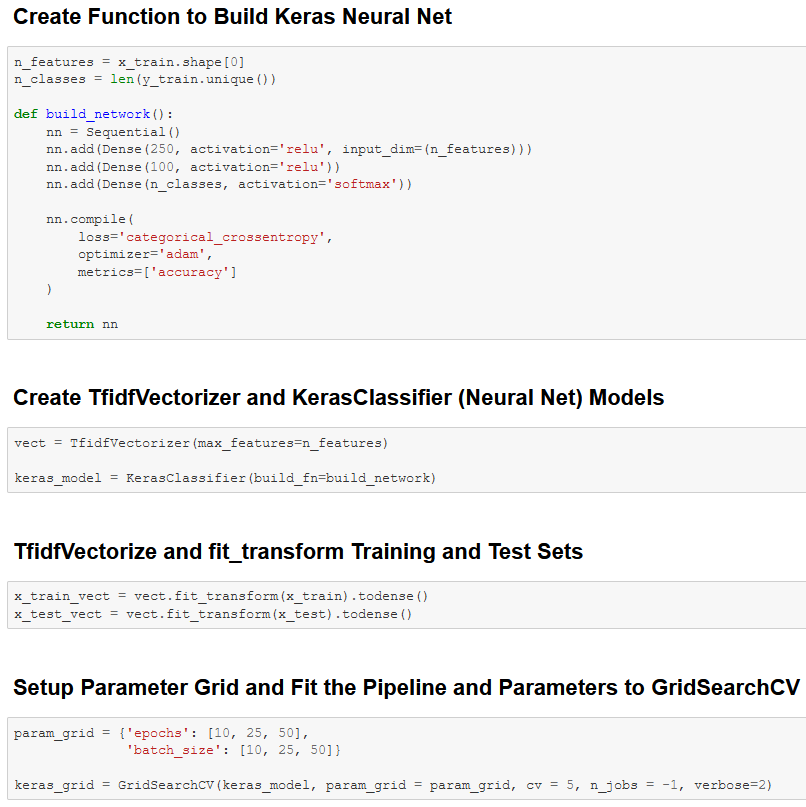 Create Function to Build Keras Neural Net
n_features = x_train.shape[0]
n_classes = len(y_train.unique())
def build_network():
    nn = Sequential()
    nn.add(Dense(250, activation='relu', input_dim=(n_features)))
    nn.add(Dense(100, activation='relu'))
    nn.add(Dense(n_classes, activation='softmax'))
    nn.compile(
        loss='categorical_crossentropy',
        optimizer='adam',
        metrics=['accuracy']
    )
    return nn
Create TfidfVectorizer and KerasClassifier (Neural Net) Models
vect = TfidfVectorizer(max_features=n_features)
keras_model = KerasClassifier(build_fn=build_network)
TfidfVectorize and fit_transform Training and Test Sets
x_train_vect = vect.fit_transform(x_train).todense()
x_test_vect = vect.fit_transform(x_test).todense()
Setup Parameter Grid and Fit the Pipeline and Parameters to GridSearchCV
param_grid = {'epochs': [10, 25, 50],
              'batch_size': [10, 25, 50]}
keras_grid = GridSearchCV(keras_model, param_grid = param_grid, cv = 5, n_jobs = -1, verbose=2)